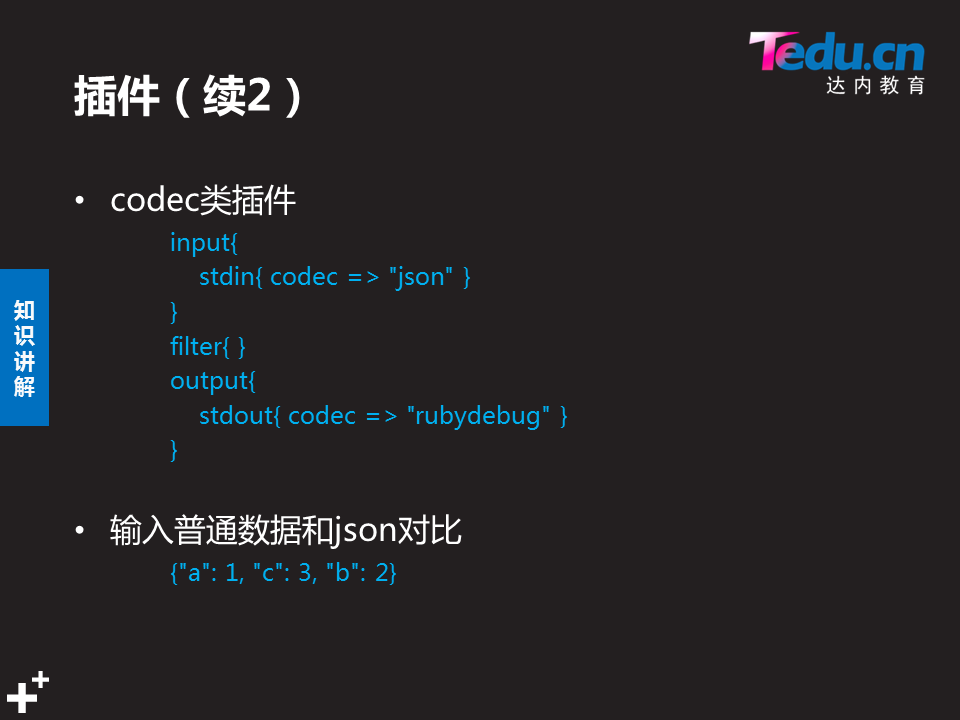 Tedu.cn
达内教育
插件（续2）
• codec类插件
input{
stdin{ codec => "json" }
}
filter{ }
output{
stdout{ codec => "rubydebug" }
}
知识讲解
• 输入普通数据和json对比
{"a": 1, "c": 3, "b": 2}